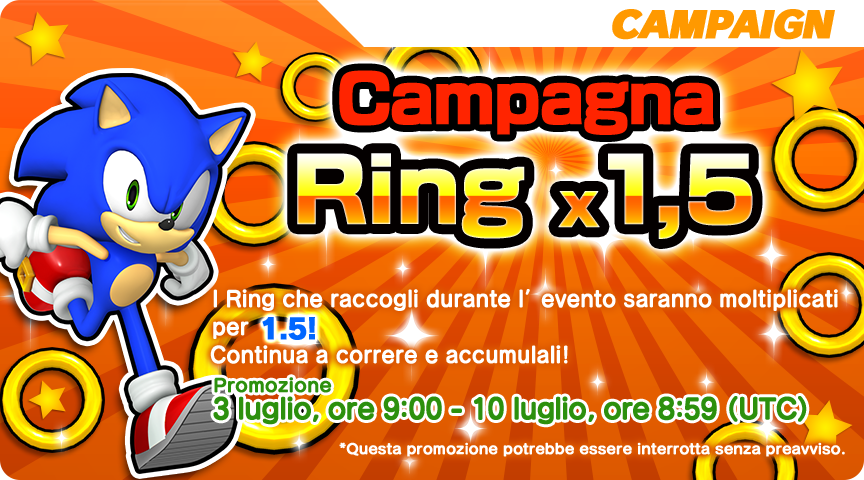 CAMPAIGN
Campagna
Ring x1,5
I Ring che raccogli durante l' evento saranno moltiplicati
per 1.5!
Continua a correre e accumulali!
Promozione
3 luglio, ore 9:00 - 10 luglio, ore 8:59 (UTC)
*Questa promozione potrebbe essere interrotta senza preavviso.